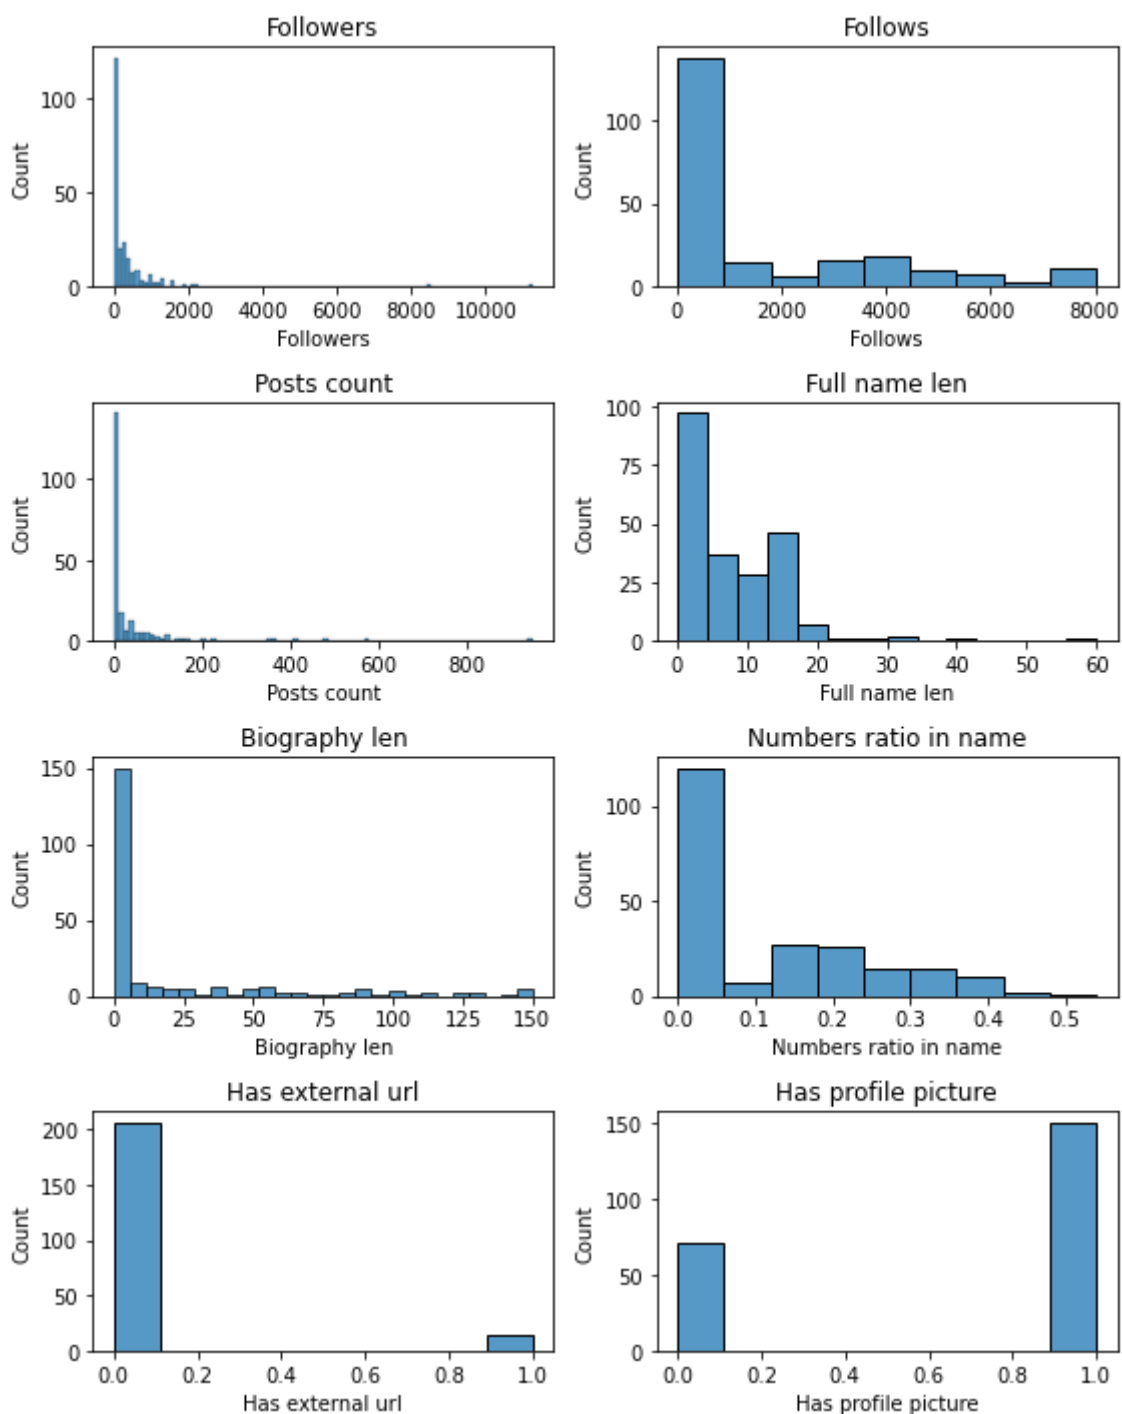 Followers
Count
100
50
0
0 2000 4000 6000 8000 10000
Followers
Follows
Count
100
50
0
0 2000 4000 6000 8000
Follows
Posts count
Count
100
50
0
0 200 400 600 800
Posts count
Full name len
Count
100
75
50
25
0
0 10 20 30 40 50 60
Full name len
Biography len
Count
150
100
50
0
0 25 50 75 100 125 150
Biography len
Numbers ratio in name
Count
100
50
0
0.0 0.1 0.2 0.3 0.4 0.5
Numbers ratio in name
Has external url
Count
200
150
100
50
0
0.0 0.2 0.4 0.6 0.8 1.0
Has external url
Has profile picture
Count
150
100
50
0
0.0 0.2 0.4 0.6 0.8 1.0
Has profile picture